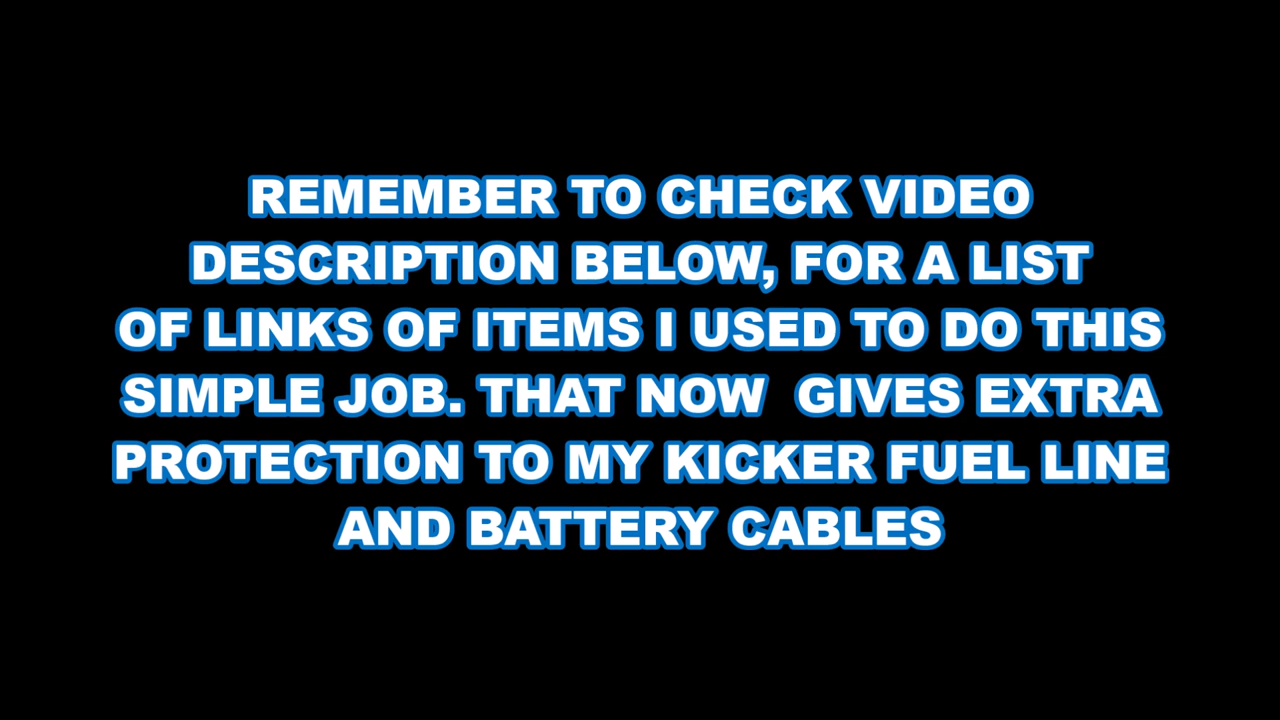 REMEMBER TO CHECK VIDEO
DESCRIPTION BELOW, FOR A LIST
OF LINKS OF ITEMS I USED TO DO THIS
SIMPLE JOB. THAT NOW  GIVES EXTRA
PROTECTION TO MY KICKER FUEL LINE
AND BATTERY CABLES